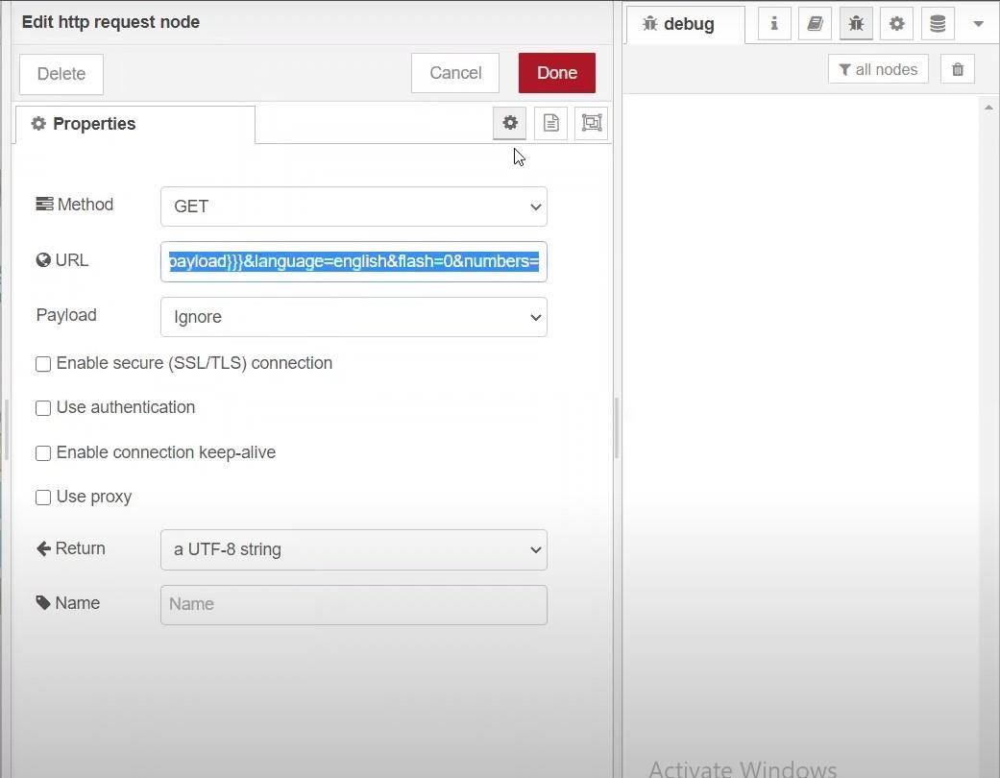 Edit http request node
debug
Delete
Cancel
Done
all nodes
Properties
Method
GET
URL
payload}}}&language=english&flash=0&numbers=
Payload
Ignore
Enable secure (SSL/TLS) connection
Use authentication
Enable connection keep-alive
Use proxy
Return
a UTF-8 string
Name
Name
Activate Windows